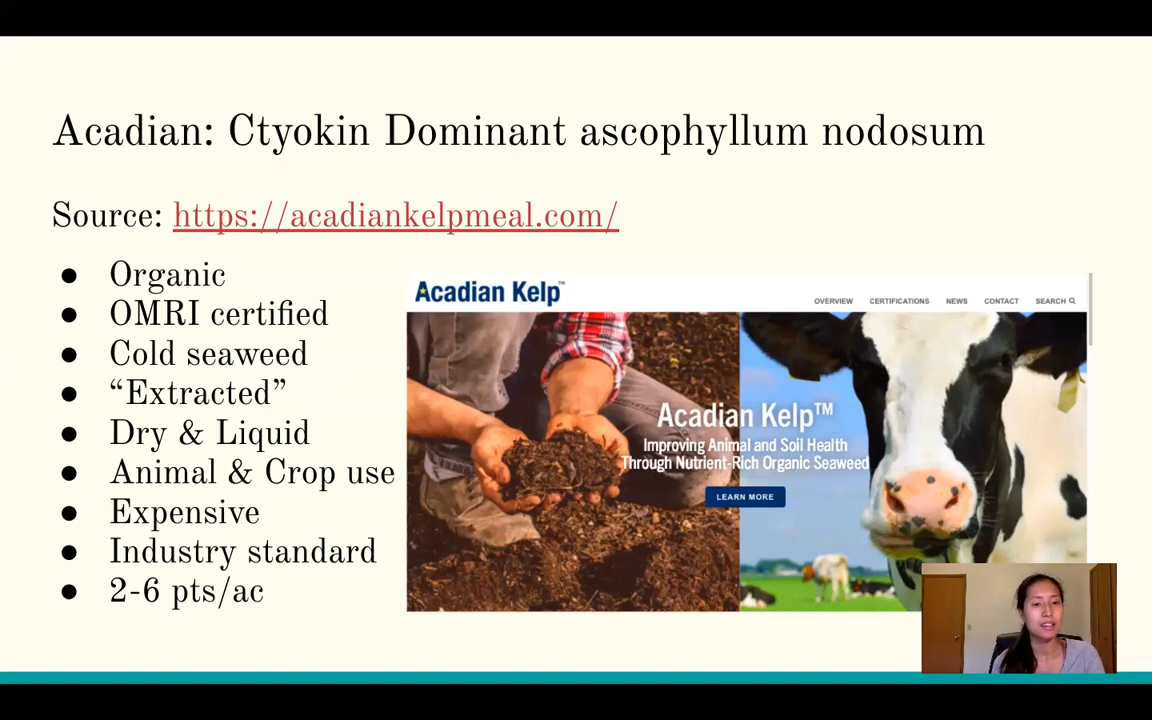 Acadian: Ctyokin Dominant ascophyllum nodosum
Source: https://acadiankelpmeal.com/
● Organic
● OMRI certified
● Cold seaweed
● “Extracted”
● Dry & Liquid
● Animal & Crop use
● Expensive
● Industry standard
● 2-6 pts/ac
Acadian Kelp™
OVERVIEW CERTIFICATIONS NEWS CONTACT SEARCH
Acadian Kelp™
Improving Animal and Soil Health
Through Nutrient-Rich Organic Seaweed
LEARN MORE